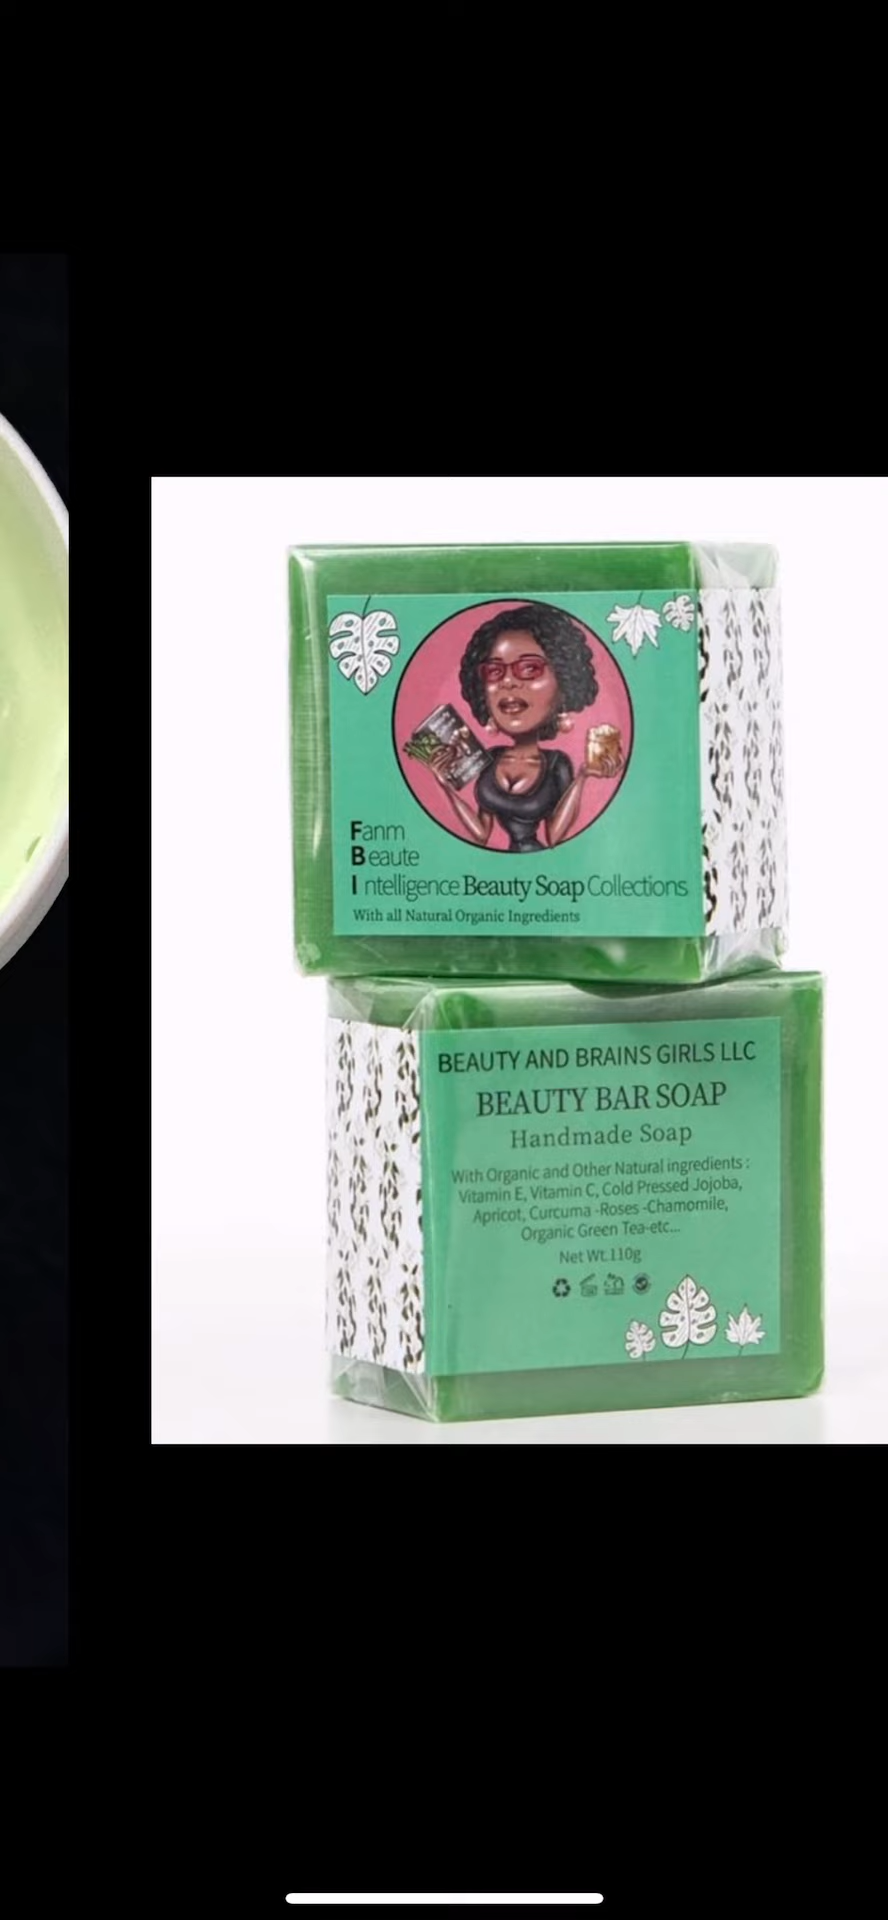 Fanm
Beaute
Intelligence Beauty Soap Collections
With all Natural Organic Ingredients
BEAUTY AND BRAINS GIRLS LLC
BEAUTY BAR SOAP
Handmade Soap
With Organic and Other Natural ingredients :
Vitamin E, Vitamin C, Cold Pressed Jojoba,
Apricot, Curcuma -Roses -Chamomile,
Organic Green Tea-etc...
Net Wt.110g